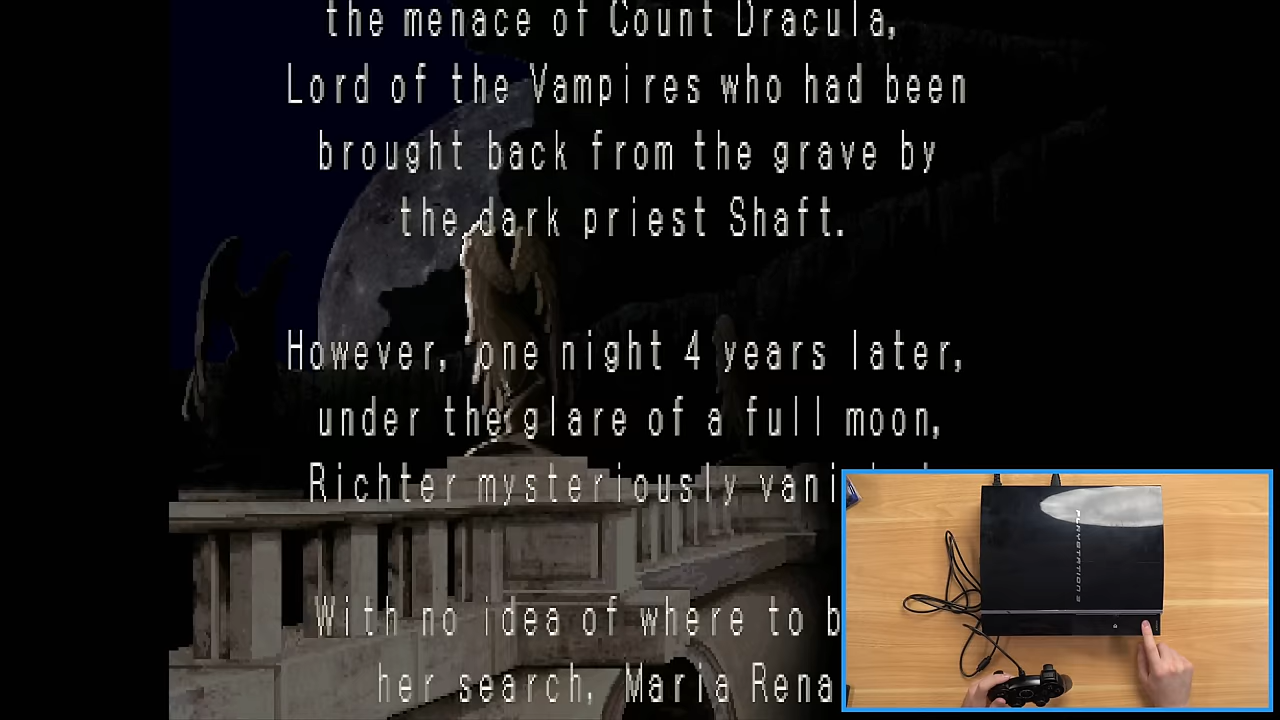 the menace of Count Dracula,
Lord of the Vampires who had been
brought back from the grave by
the dark priest Shaft.
However, one night 4 years later,
under the glare of a full moon,
Richter mysteriously
With no idea of where to
her search, Maria
PLAYSTATION 3